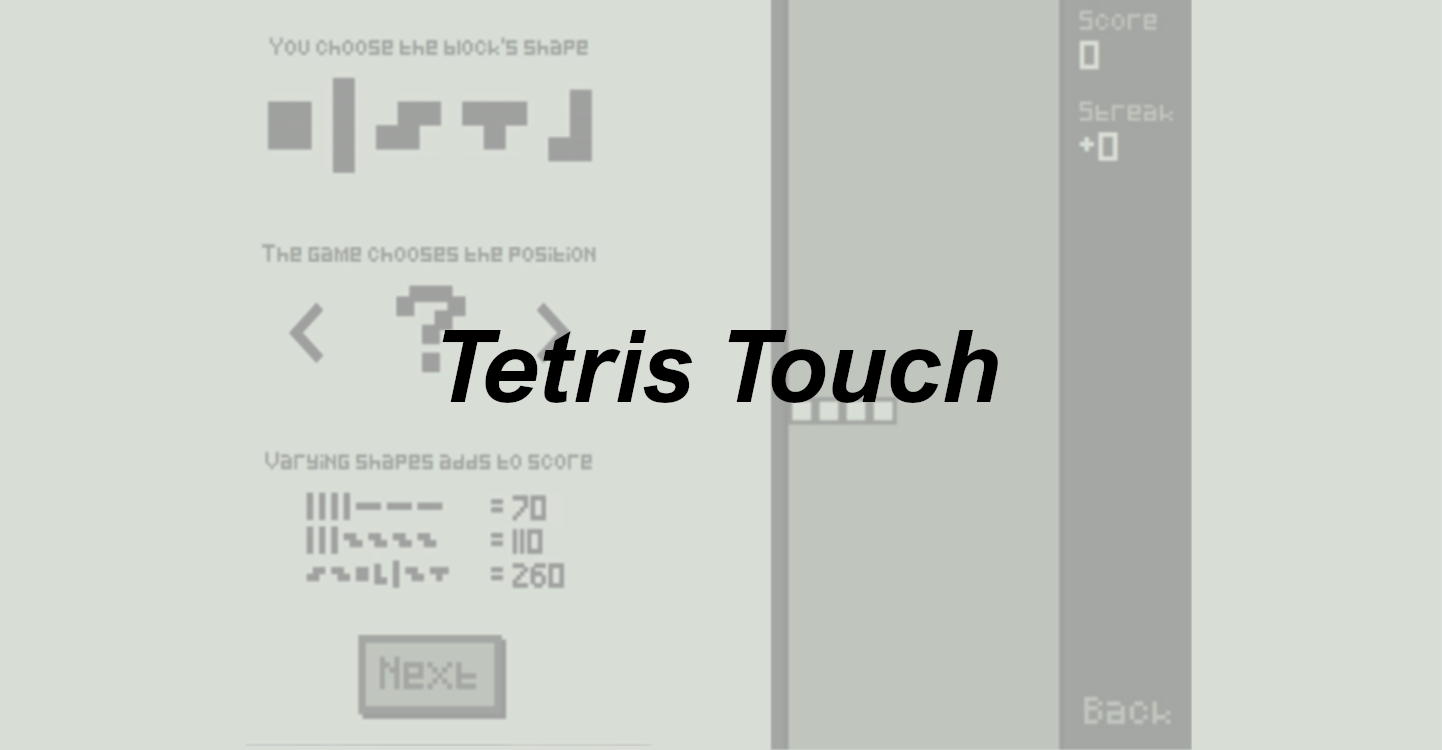 You choose the block's shape
The Game chooses the position
?
Tetris Touch
Varying shapes adds to score
= 70
= 110
= 260
Next
Score
0
Streak
+0
Back